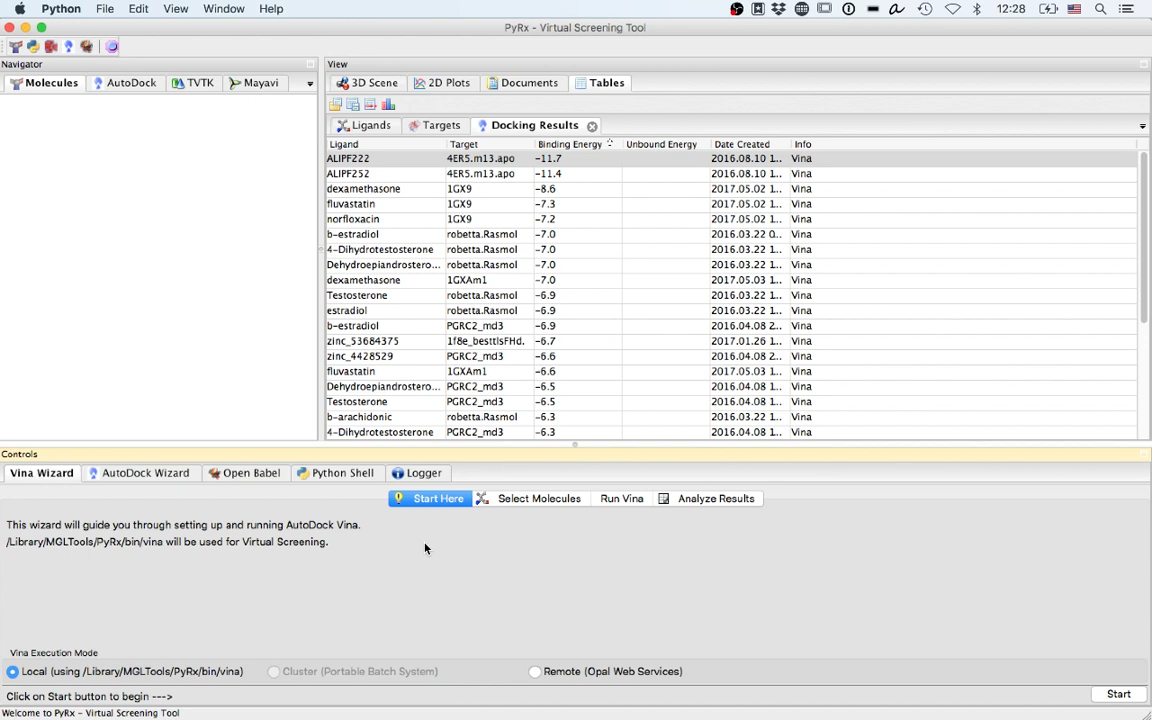 Python File Edit View Window Help 12:28
PyRx - Virtual Screening Tool
Navigator
View
Molecules AutoDock TVTK Mayavi
3D Scene 2D Plots Documents Tables
Ligands Targets Docking Results
Ligand Target Binding Energy Unbound Energy Date Created Info
ALIPF222 4ER5.m13.apo -11.7 2016.08.10 1... Vina
ALIPF252 4ER5.m13.apo -11.4 2016.08.10 1... Vina
dexamethasone 1GX9 -8.6 2017.05.02 1... Vina
fluvastatin 1GX9 -7.3 2017.05.02 1... Vina
norfloxacin 1GX9 -7.2 2017.05.02 1... Vina
b-estradiol robetta.Rasmol -7.0 2016.03.22 0... Vina
4-Dihydrotestosterone robetta.Rasmol -7.0 2016.03.22 1... Vina
Dehydroepiandrostero... robetta.Rasmol -7.0 2016.03.22 1... Vina
dexamethasone 1GXAm1 -7.0 2017.05.03 1... Vina
Testosterone robetta.Rasmol -6.9 2016.03.22 1... Vina
estradiol robetta.Rasmol -6.9 2016.03.22 1... Vina
b-estradiol PGRC2_md3 -6.9 2016.04.08 2... Vina
zinc_53684375 1f8e_besttlsFHd. -6.7 2017.01.26 1... Vina
zinc_4428529 PGRC2_md3 -6.6 2016.04.08 2... Vina
fluvastatin 1GXAm1 -6.6 2017.05.03 1... Vina
Dehydroepiandrostero... PGRC2_md3 -6.5 2016.04.08 1... Vina
Testosterone PGRC2_md3 -6.5 2016.04.08 1... Vina
b-arachidonic robetta.Rasmol -6.3 2016.03.22 1... Vina
4-Dihydrotestosterone PGRC2_md3 -6.3 2016.04.08 1... Vina
Controls
Vina Wizard AutoDock Wizard Open Babel Python Shell Logger
Start Here Select Molecules Run Vina Analyze Results
This wizard will guide you through setting up and running AutoDock Vina.
/Library/MGLTools/PyRx/bin/vina will be used for Virtual Screening.
Vina Execution Mode
Local (using /Library/MGLTools/PyRx/bin/vina) Cluster (Portable Batch System) Remote (Opal Web Services)
Click on Start button to begin ---> Start
Welcome to PyRx - Virtual Screening Tool